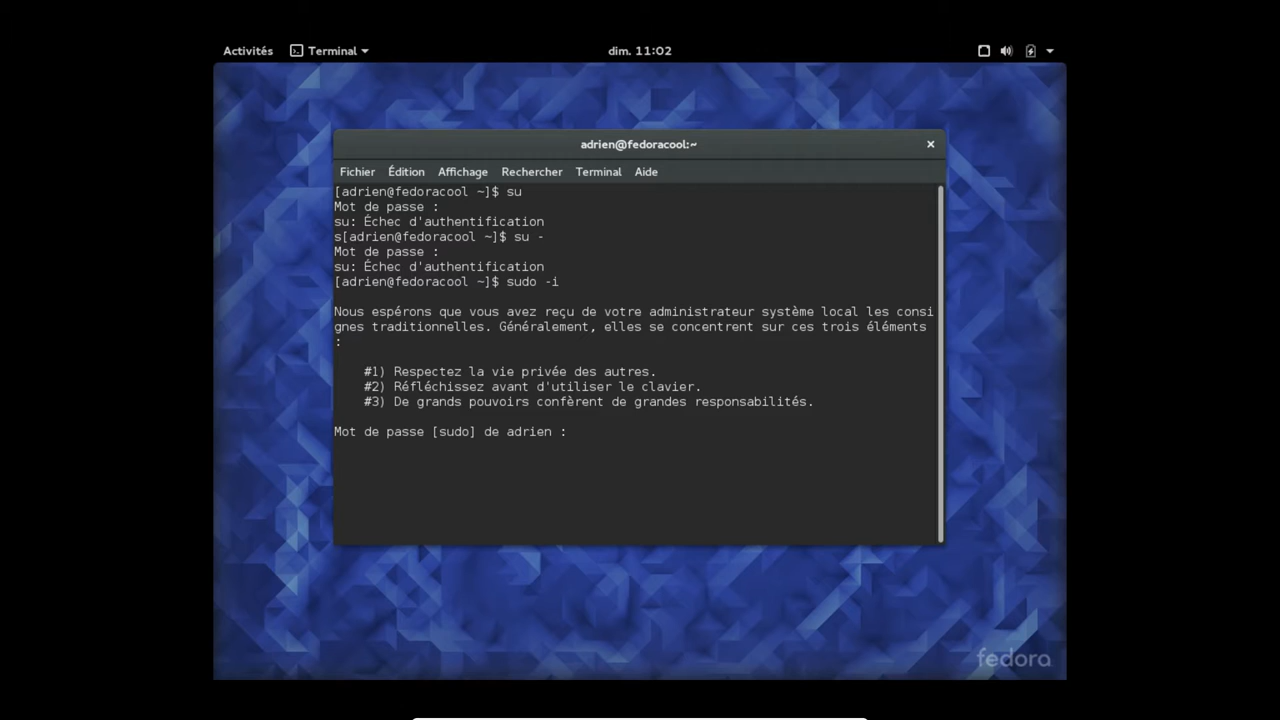 Activités Terminal dim. 11:02
adrien@fedoracool:~
Fichier Édition Affichage Rechercher Terminal Aide
[adrien@fedoracool ~]$ su
Mot de passe :
su: Échec d'authentification
s[adrien@fedoracool ~]$ su -
Mot de passe :
su: Échec d'authentification
[adrien@fedoracool ~]$ sudo -i
Nous espérons que vous avez reçu de votre administrateur système local les consi
gnes traditionnelles. Généralement, elles se concentrent sur ces trois éléments
:
#1) Respectez la vie privée des autres.
#2) Réfléchissez avant d'utiliser le clavier.
#3) De grands pouvoirs confèrent de grandes responsabilités.
Mot de passe [sudo] de adrien :
fedora